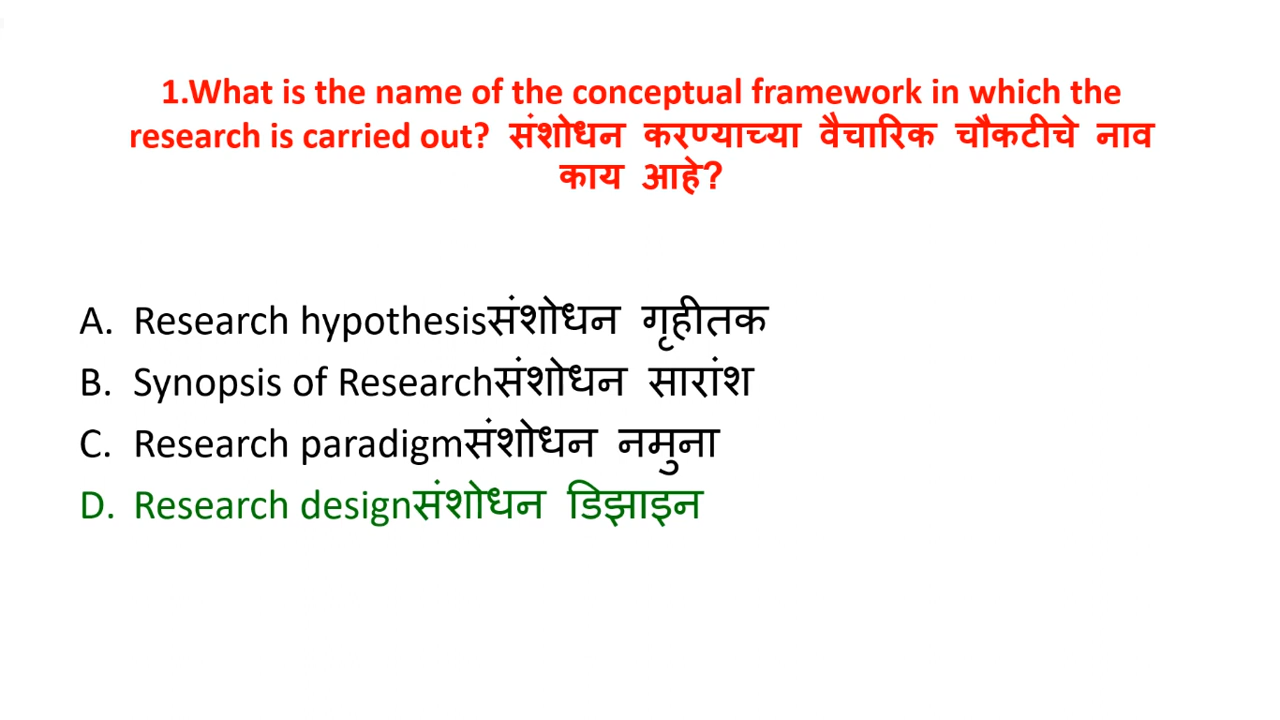 1.What is the name of the conceptual framework in which the
research is carried out? संशोधन करण्याच्या वैचारिक चौकटीचे नाव
काय आहे?
A. Research hypothesisसंशोधन गृहीतक
B. Synopsis of Researchसंशोधन सारांश
C. Research paradigmसंशोधन नमुना
D. Research designसंशोधन डिझाइन